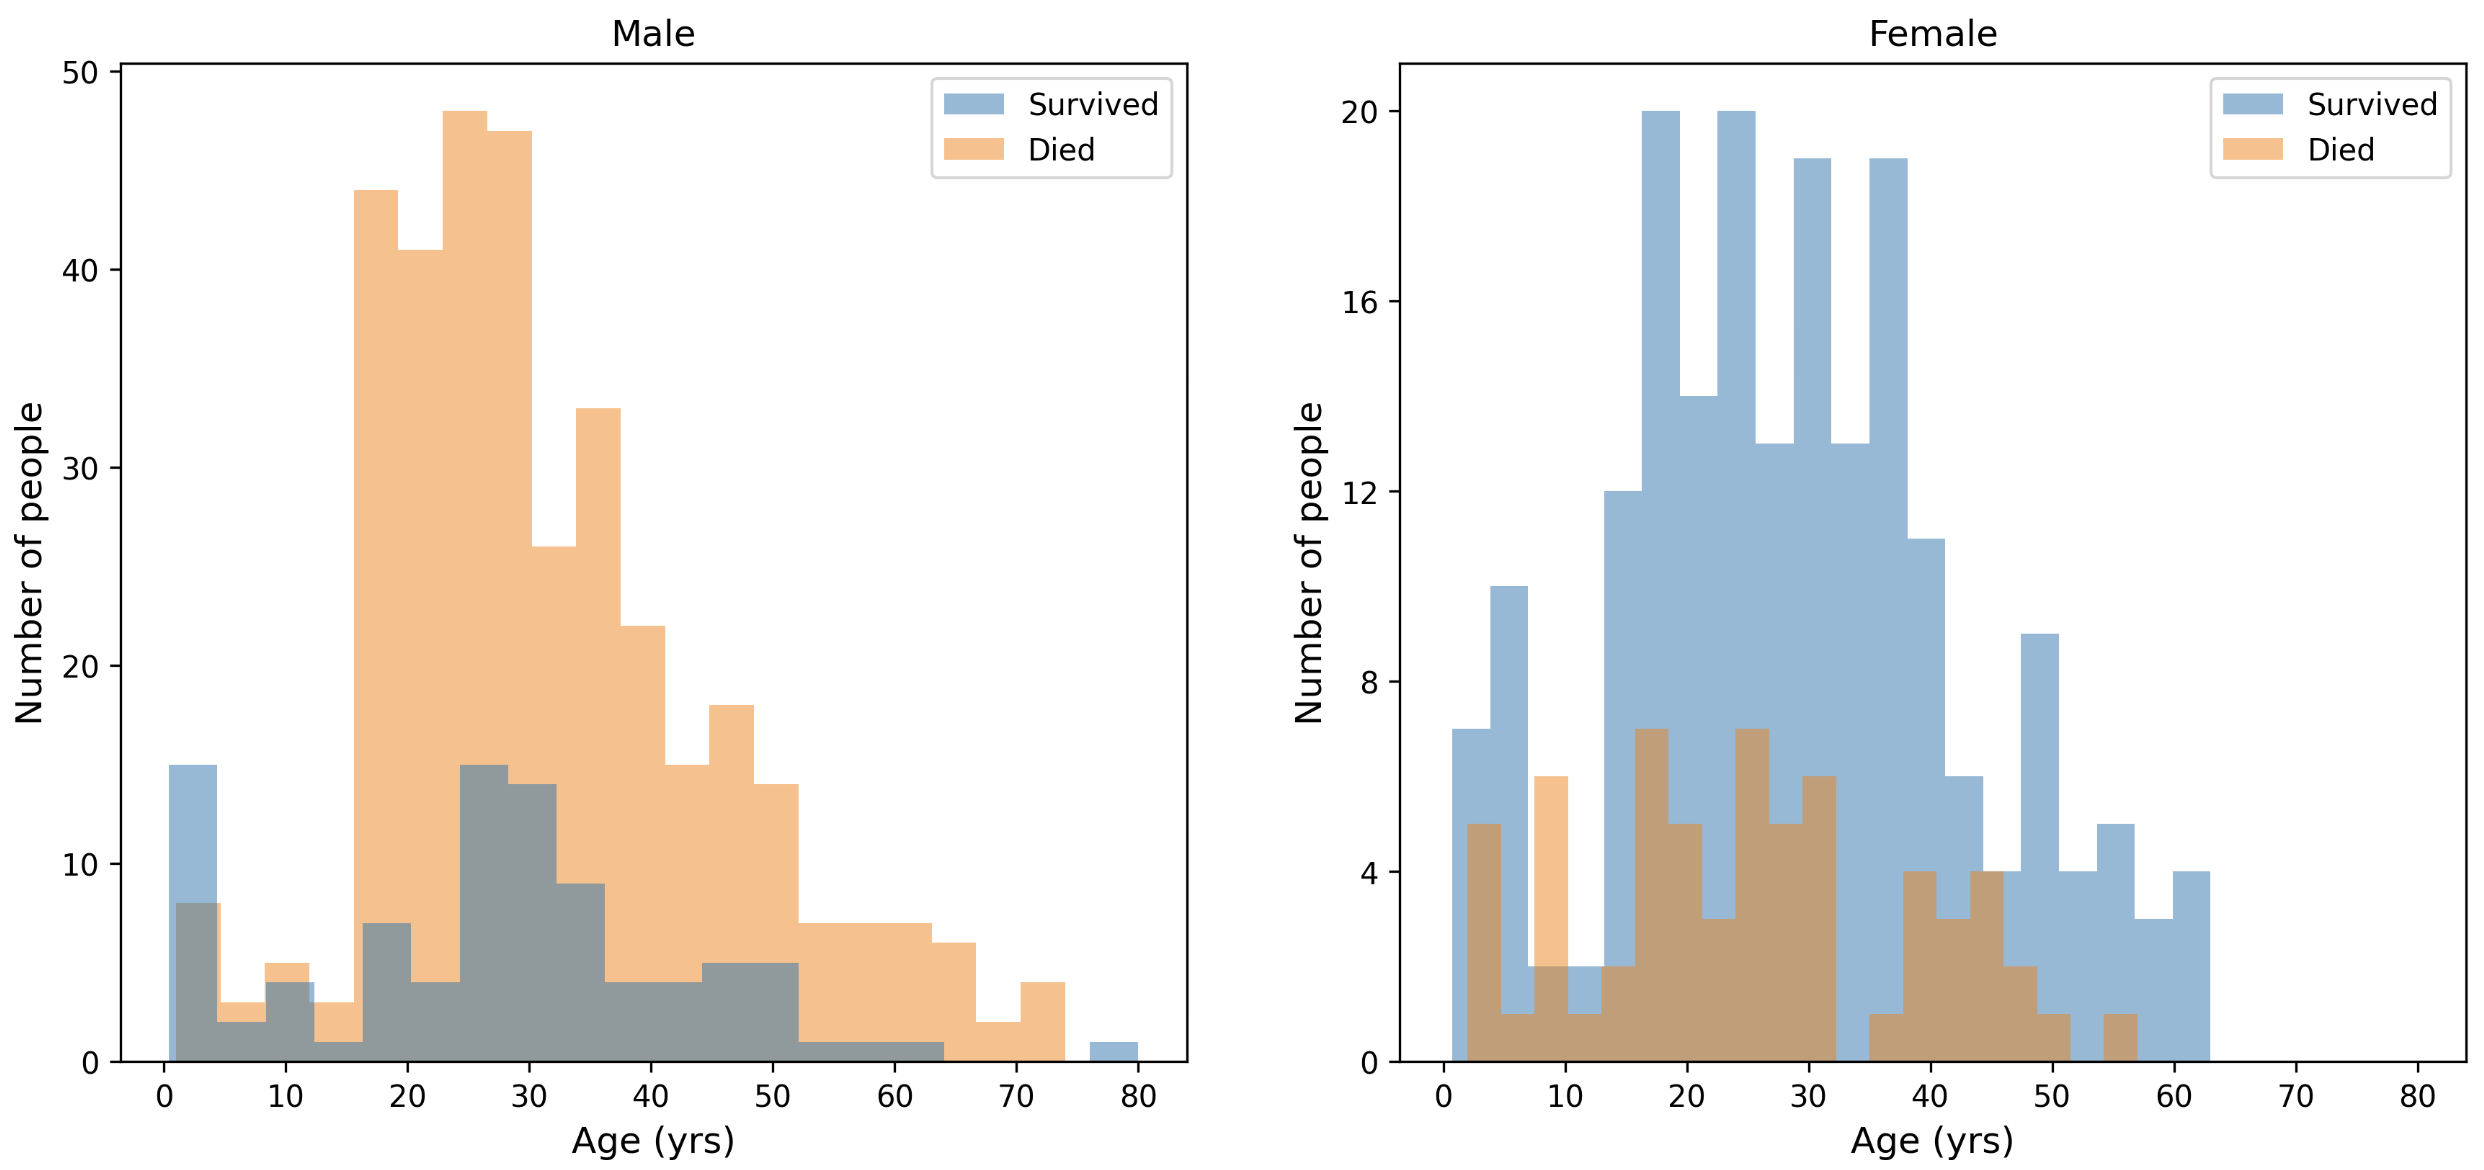 Male
Survived
Died
50
40
30
20
10
0
Number of people
0 10 20 30 40 50 60 70 80
Age (yrs)
Female
Survived
Died
20
16
12
8
4
0
Number of people
0 10 20 30 40 50 60 70 80
Age (yrs)